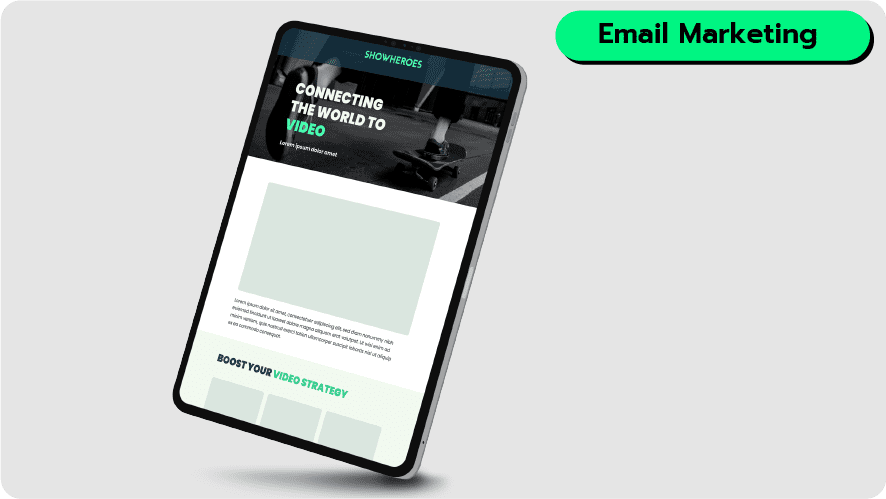 Email Marketing
SHOWHEROES
CONNECTING
THE WORLD TO
VIDEO
Lorem ipsum dolor amet
Lorem ipsum dolor sit amet, consectetuer adipiscing elit, sed diam nonummy nibh
euismod tincidunt ut laoreet dolore magna aliquam erat volutpat. Ut wisi enim ad
minim veniam, quis nostrud exerci tation ullamcorper suscipit lobortis nisl ut aliquip
ex ea commodo consequat.
BOOST YOUR VIDEO STRATEGY